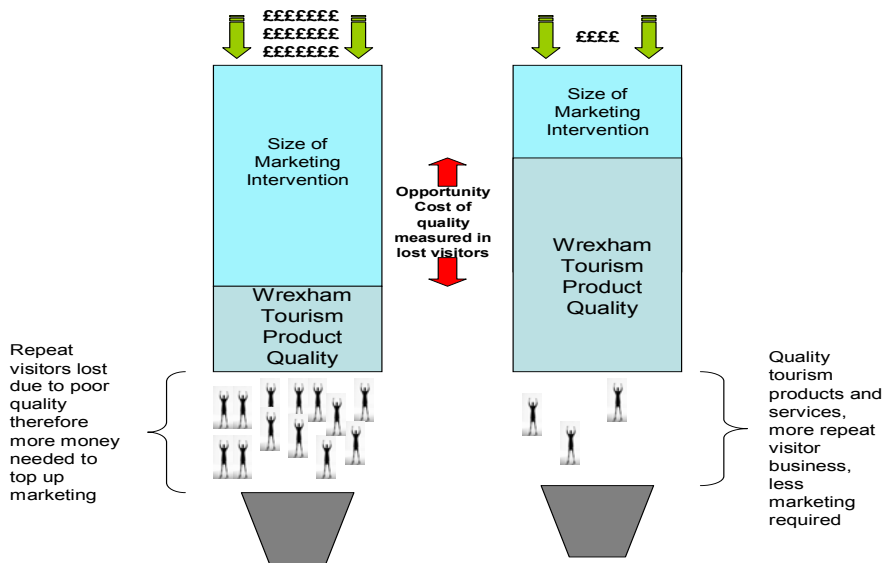 £££££££
£££££££
£££££££
Size of
Marketing
Intervention
Wrexham
Tourism
Product
Quality
Repeat
visitors lost
due to poor
quality
therefore
more money
needed to
top up
marketing
Opportunity
Cost of
quality
measured in
lost visitors
££££
Size of
Marketing
Intervention
Wrexham
Tourism
Product
Quality
Quality
tourism
products and
services,
more repeat
visitor
business,
less
marketing
required